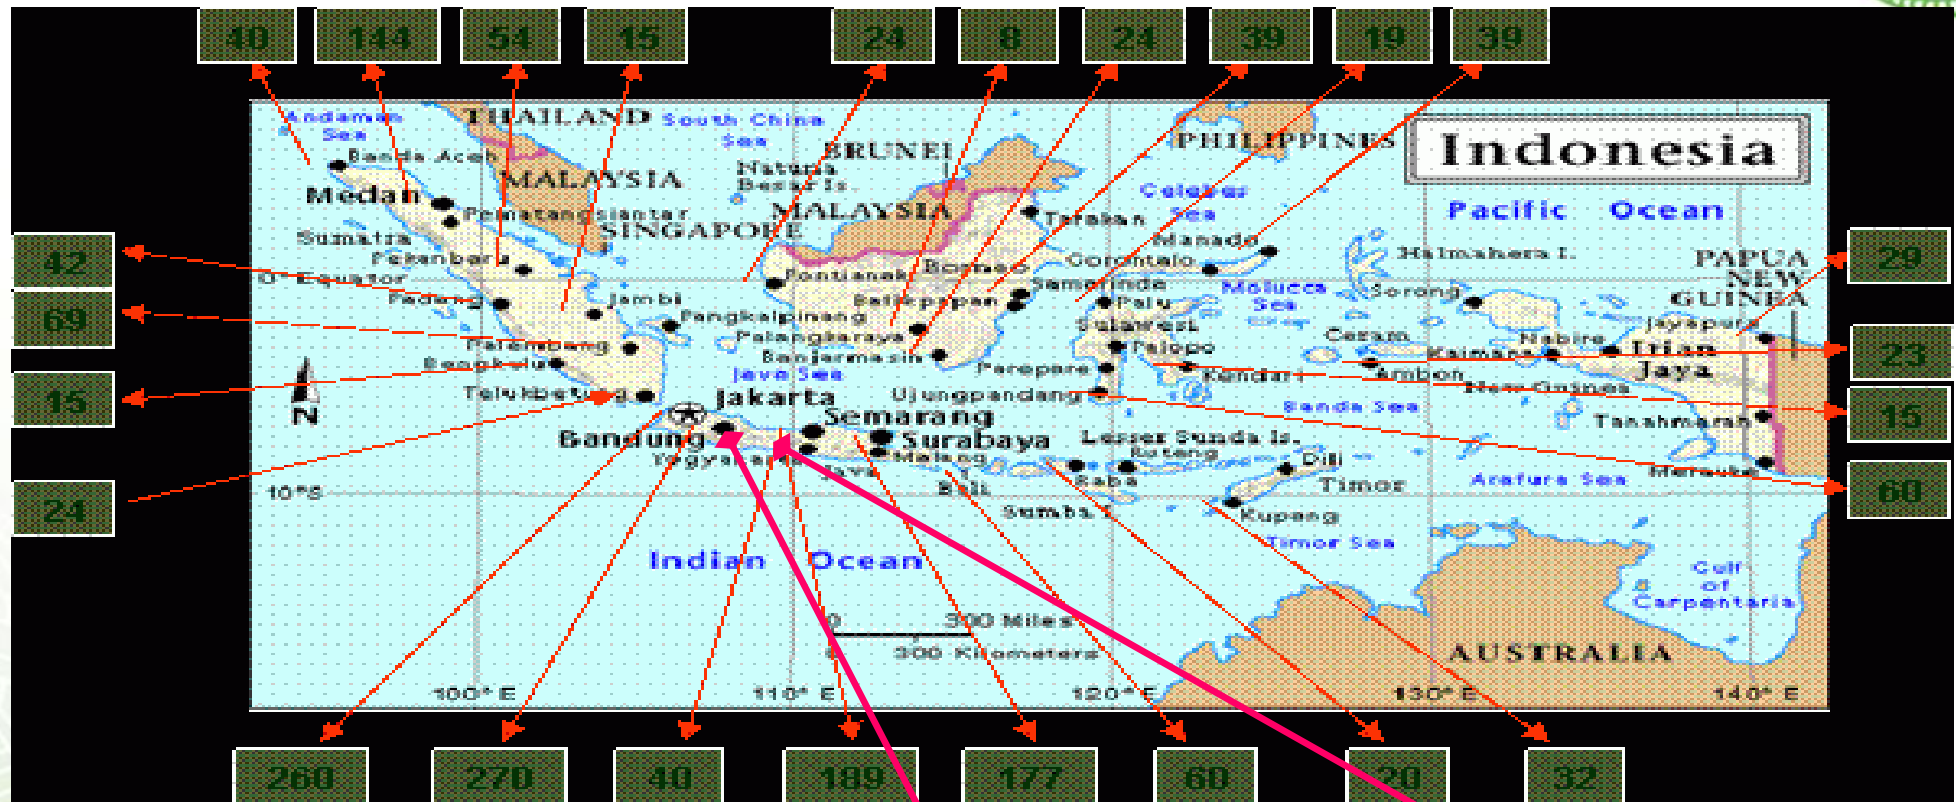 40 144 54 15 24 8 24 39 19 39
Andaman Sea
THAILAND
South China Sea
PHILIPPINES
Indonesia
Banda Aceh
BRUNEI
Natuna Besar Is.
MALAYSIA
Medan
Pematangsiantar
MALAYSIA
Celebes Sea
Pacific Ocean
Tarakan
Sumatra
SINGAPORE
Manado
Halmahera I.
PAPUA NEW GUINEA
42
29
Pekanbaru
Gorontalo
0° Equator
Pontianak
Borneo
Samarinda
Molucca Sea
Sorong
Padang
Jambi
Balikpapan
Palu
69
Pangkalpinang
Sulawesi
Jayapura
Palangkaraya
Ceram
Nabire
23
Palembang
Banjarmasin
Palopo
Kaimana
Irian Jaya
Bengkulu
Java Sea
Parepare
Kendari
Ambon
New Guinea
15
N
Telukbetung
Jakarta
Ujungpandang
Banda Sea
15
Semarang
Tanahmerah
Bandung
Surabaya
Lesser Sunda Is.
Yogyakarta
Malang
Ruteng
Dili
Merauke
Java
Raba
Timor
Arafura Sea
60
24
10°S
Bali
Sumba I.
Kupang
Timor Sea
Indian Ocean
Gulf of Carpentaria
0 300 Miles
0 300 Kilometers
AUSTRALIA
100° E 110° E 120° E 130° E 140° E
260 270 40 189 177 60 20 32